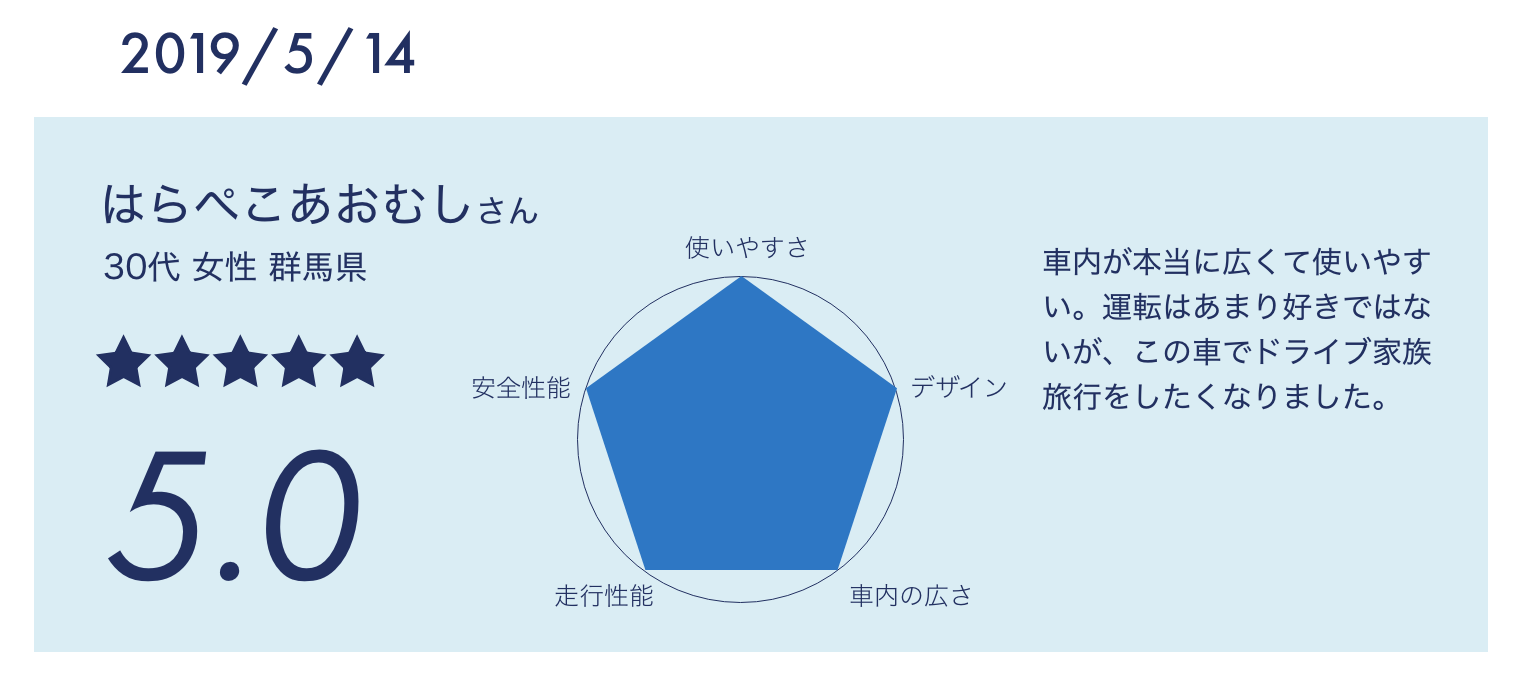 2019/5/14
はらぺこあおむしさん
30代 女性 群馬県
★★★★★
5.0
使いやすさ
デザイン
車内の広さ
走行性能
安全性能
車内が本当に広くて使いやす
い。運転はあまり好きではな
いが、この車でドライブ家族
旅行をしたくなりました。